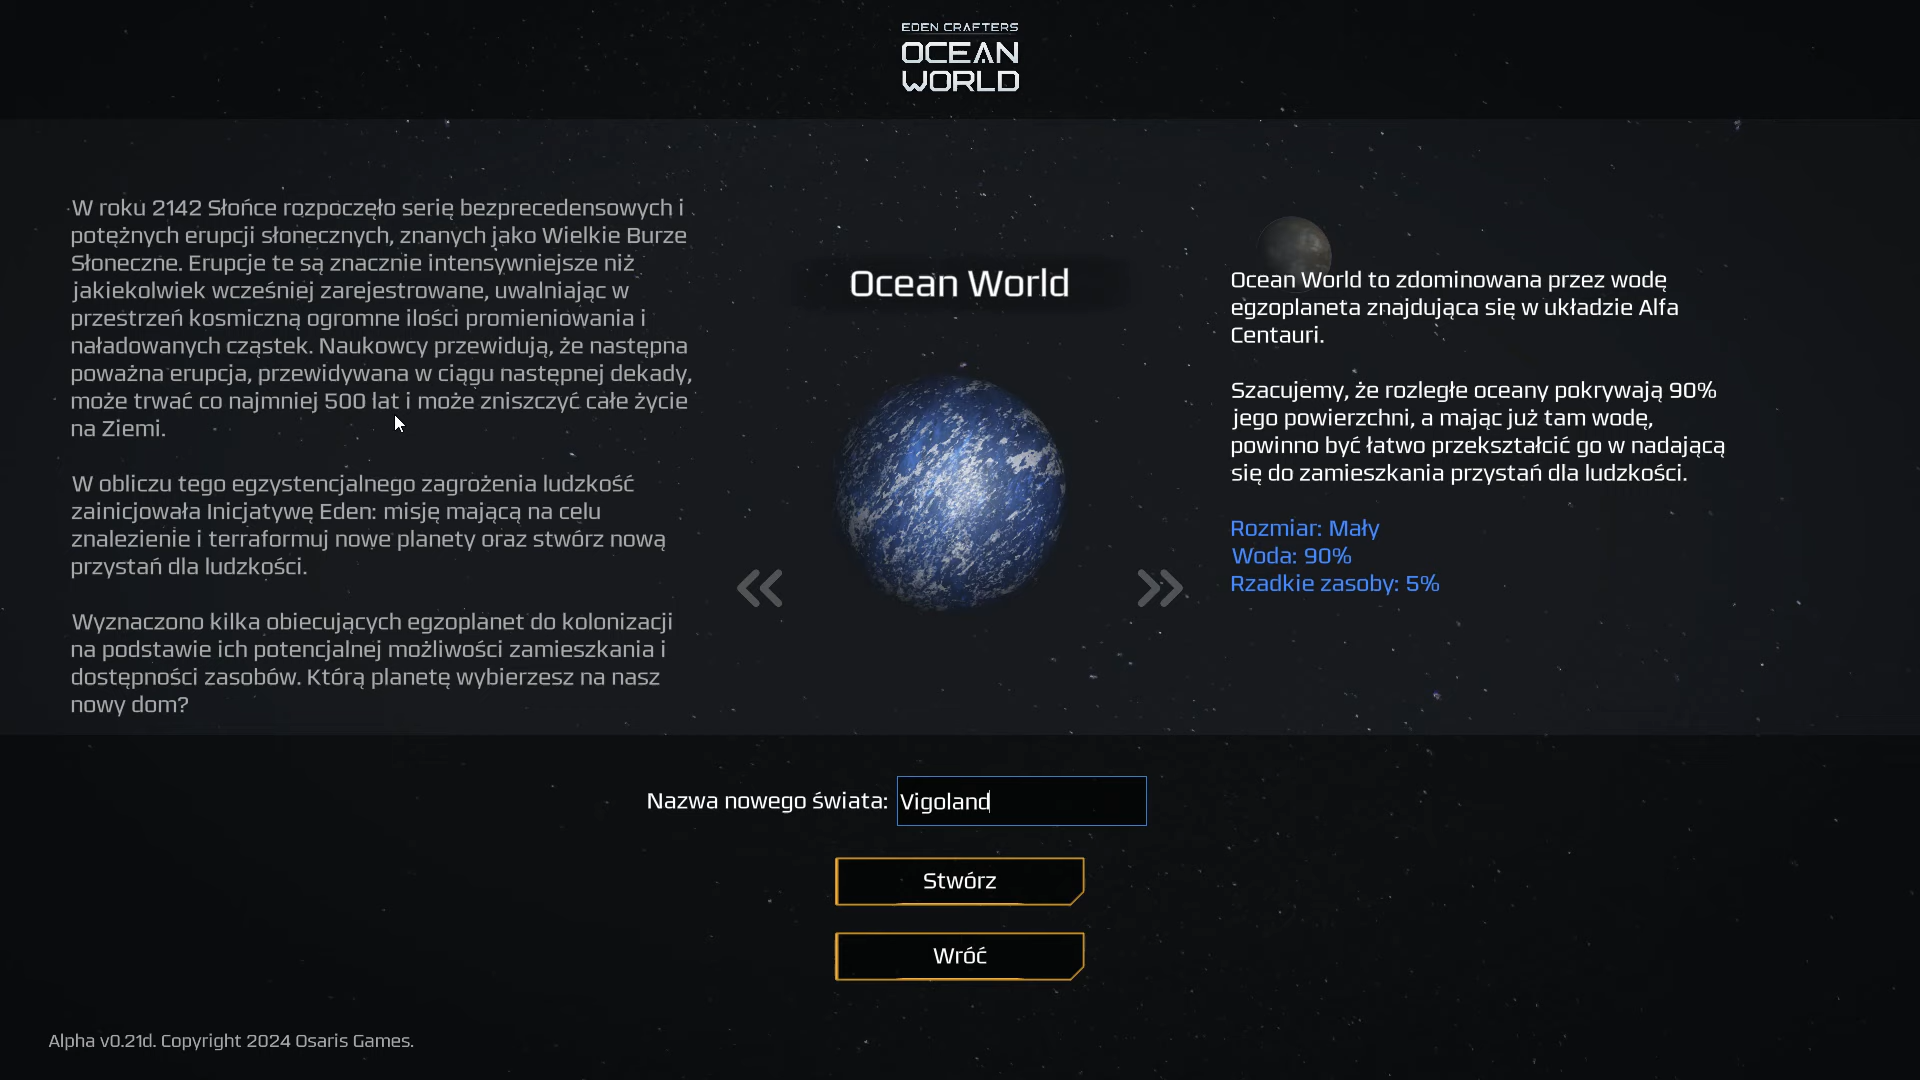 EDEN CRAFTERS
OCEAN
WORLD
W roku 2142 Słońce rozpoczęło serię bezprecedensowych i
potężnych erupcji słonecznych, znanych jako Wielkie Burze
Słoneczne. Erupcje te są znacznie intensywniejsze niż
jakiekolwiek wcześniej zarejestrowane, uwalniając w
przestrzeń kosmiczną ogromne ilości promieniowania i
naładowanych cząstek. Naukowcy przewidują, że następna
poważna erupcja, przewidywana w ciągu następnej dekady,
może trwać co najmniej 500 lat i może zniszczyć całe życie
na Ziemi.
W obliczu tego egzystencjalnego zagrożenia ludzkość
zainicjowała Inicjatywę Eden: misję mającą na celu
znalezienie i terraformuj nowe planety oraz stwórz nową
przystań dla ludzkości.
Wyznaczono kilka obiecujących egzoplanet do kolonizacji
na podstawie ich potencjalnej możliwości zamieszkania i
dostępności zasobów. Którą planetę wybierzesz na nasz
nowy dom?
Ocean World
Ocean World to zdominowana przez wodę
egzoplaneta znajdująca się w układzie Alfa
Centauri.
Szacujemy, że rozległe oceany pokrywają 90%
jego powierzchni, a mając już tam wodę,
powinno być łatwo przekształcić go w nadającą
się do zamieszkania przystań dla ludzkości.
Rozmiar: Mały
Woda: 90%
Rzadkie zasoby: 5%
Nazwa nowego świata: Vigoland
Stwórz
Wróć
Alpha v0.21d. Copyright 2024 Osaris Games.